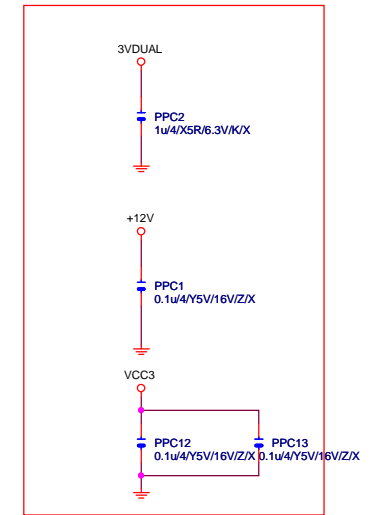 3VDUAL
PPC2
1u/4/X5R/6.3V/K/X
+12V
PPC1
0.1u/4/Y5V/16V/Z/X
VCC3
PPC12 PPC13
0.1u/4/Y5V/16V/Z/X 0.1u/4/Y5V/16V/Z/X